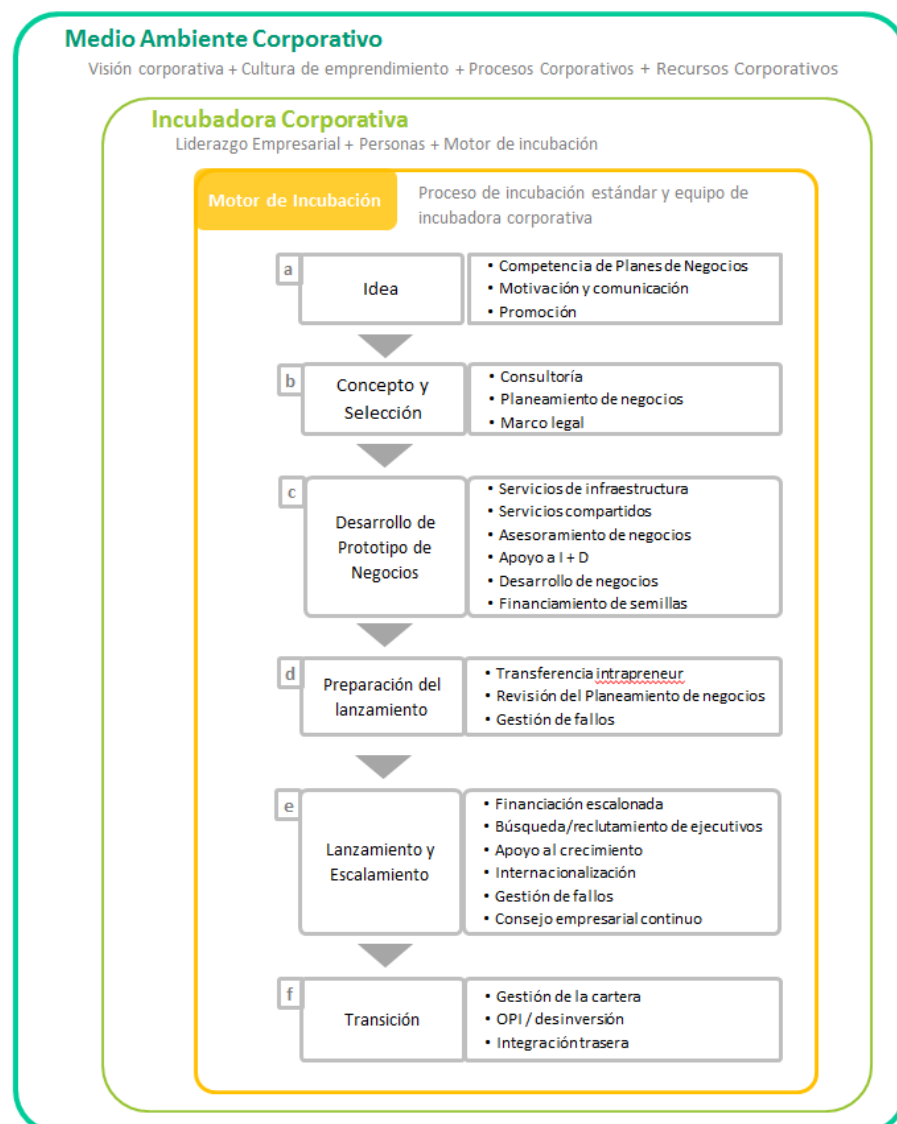 Medio Ambiente Corporativo
Visión corporativa + Cultura de emprendimiento + Procesos Corporativos + Recursos Corporativos
Incubadora Corporativa
Liderazgo Empresarial + Personas + Motor de incubación
Motor de Incubación
Proceso de incubación estándar y equipo de
incubadora corporativa
a
Idea
• Competencia de Planes de Negocios
• Motivación y comunicación
• Promoción
b
Concepto y
Selección
• Consultoría
• Planeamiento de negocios
• Marco legal
c
Desarrollo de
Prototipo de
Negocios
• Servicios de infraestructura
• Servicios compartidos
• Asesoramiento de negocios
• Apoyo a I + D
• Desarrollo de negocios
• Financiamiento de semillas
d
Preparación del
lanzamiento
• Transferencia intrapreneur
• Revisión del Planeamiento de negocios
• Gestión de fallos
e
Lanzamiento y
Escalamiento
• Financiación escalonada
• Búsqueda/reclutamiento de ejecutivos
• Apoyo al crecimiento
• Internacionalización
• Gestión de fallos
• Consejo empresarial continuo
f
Transición
• Gestión de la cartera
• OPI / desinversión
• Integración trasera